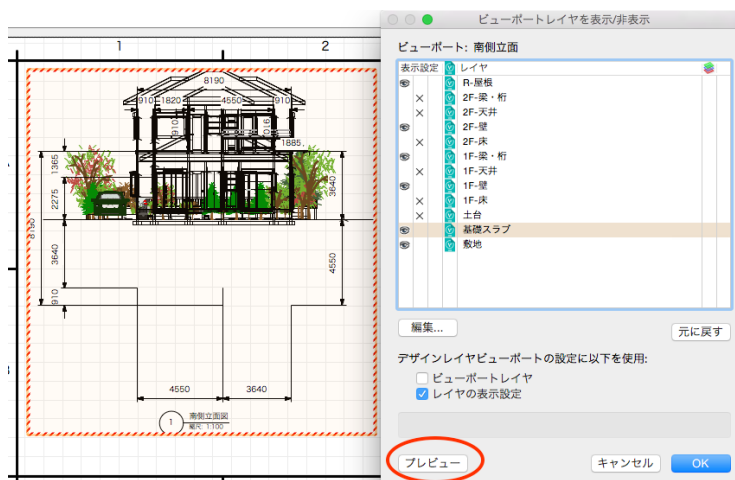 ビューポートレイヤを表示/非表示
ビューポート: 南側立面
表示設定 レイヤ
R-屋根
2F-梁・桁
2F-天井
2F-壁
2F-床
1F-梁・桁
1F-天井
1F-壁
1F-床
土台
基礎スラブ
敷地
編集...
元に戻す
デザインレイヤビューポートの設定に以下を使用:
ビューポートレイヤ
レイヤの表示設定
プレビュー
キャンセル
OK
1
2
8190
910 1820 4550 910
910
910
1885
1365
2275
3640
8190
3640
4550
910
4550
3640
1
南側立面図
縮尺: 1:100